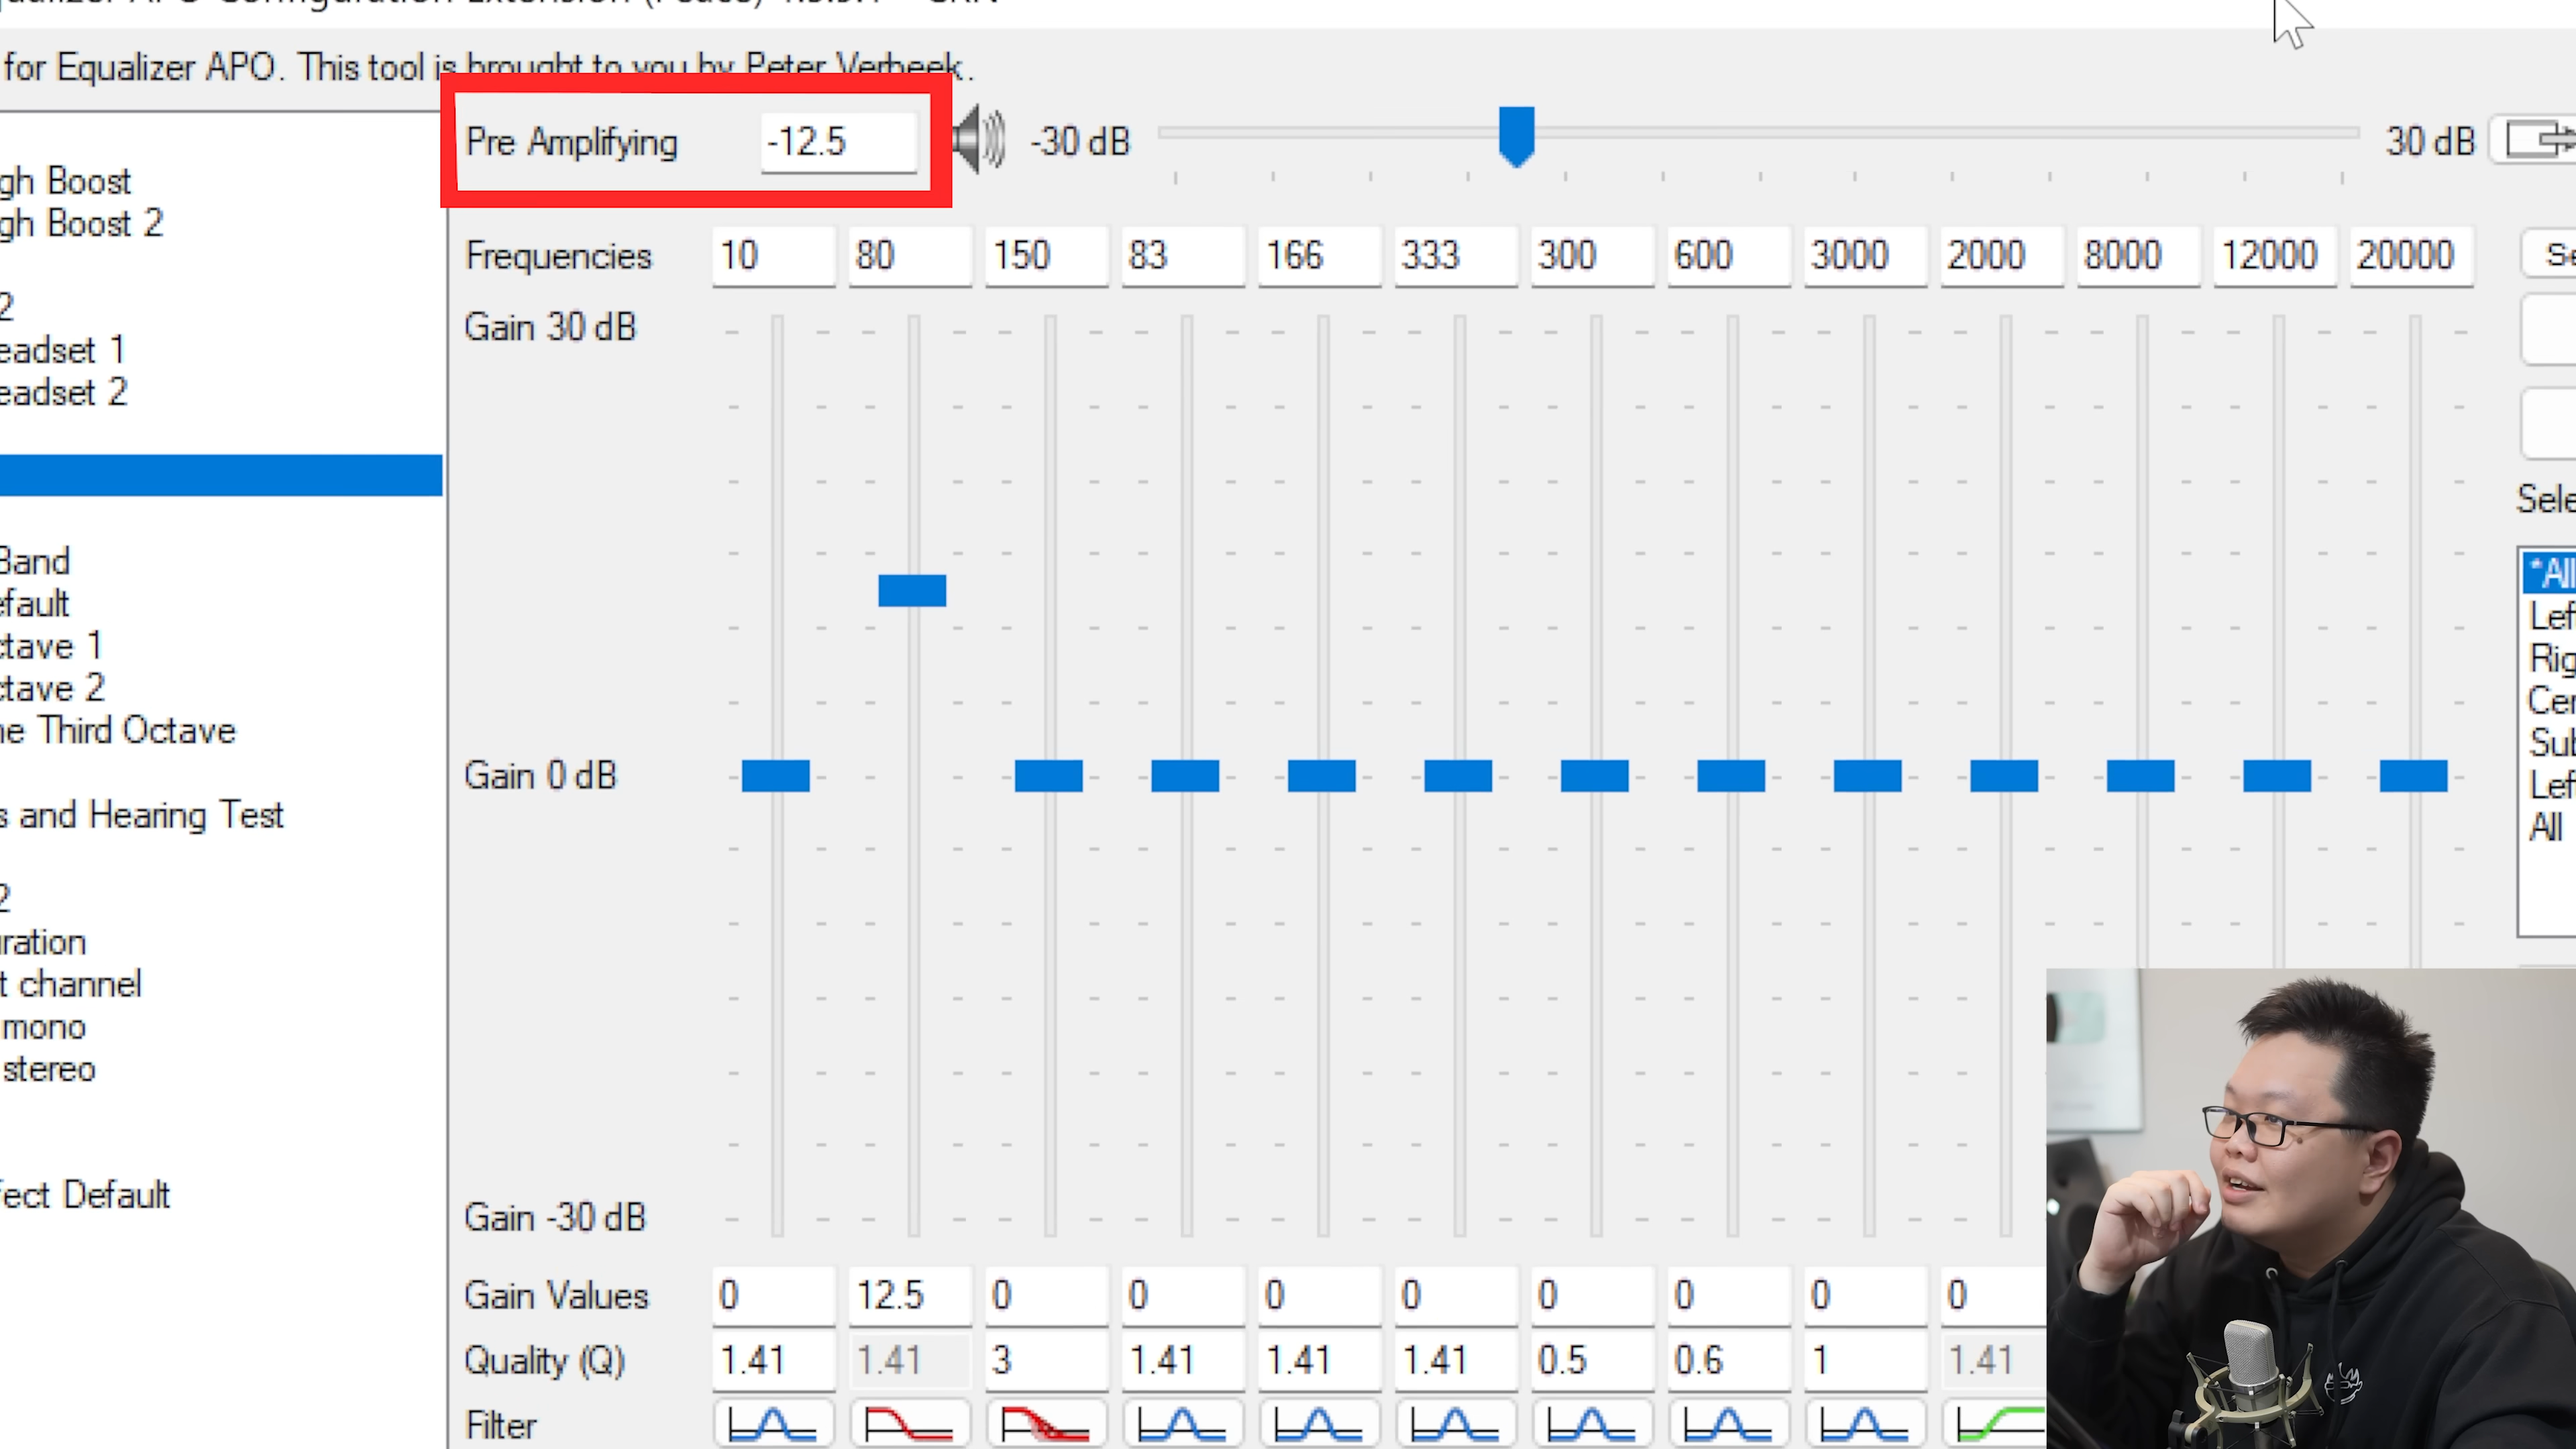 for Equalizer APO. This tool is brought to you by Peter Verbeek.
Pre Amplifying -12.5 -30 dB 30 dB
gh Boost
gh Boost 2
2
eadset 1
eadset 2
Band
efault
ctave 1
ctave 2
ne Third Octave
s and Hearing Test
2
uration
t channel
mono
stereo
fect Default
Frequencies 10 80 150 83 166 333 300 600 3000 2000 8000 12000 20000
Gain 30 dB
Gain 0 dB
Gain -30 dB
Gain Values 0 12.5 0 0 0 0 0 0 0 0
Quality (Q) 1.41 1.41 3 1.41 1.41 1.41 0.5 0.6 1 1.41
Filter
Se
Sele
*All
Left
Rig
Cen
Sub
Left
All